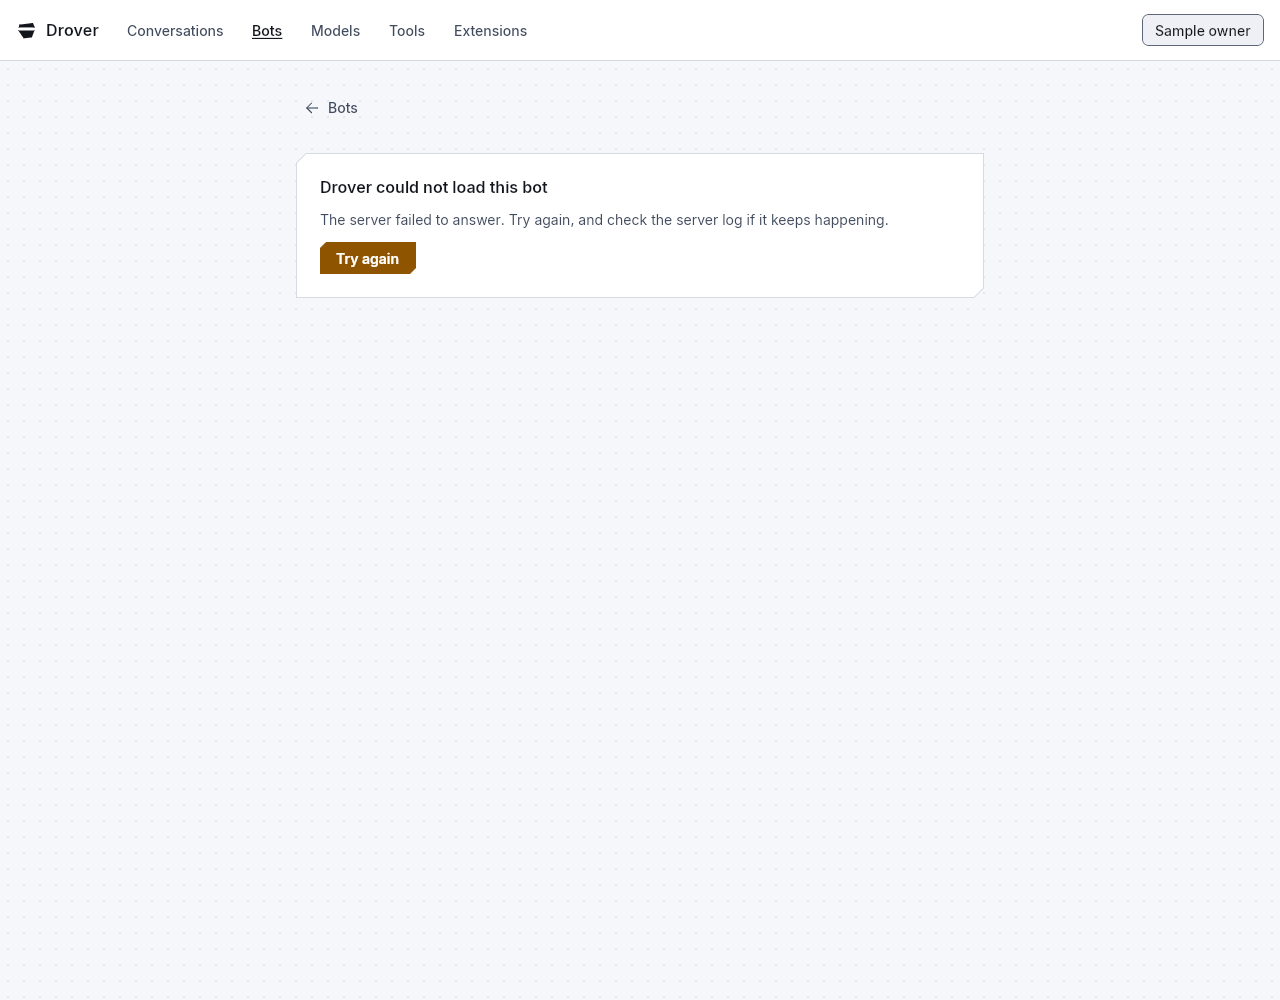 Drover
Conversations
Bots
Models
Tools
Extensions
Sample owner
Bots
Drover could not load this bot
The server failed to answer. Try again, and check the server log if it keeps happening.
Try again